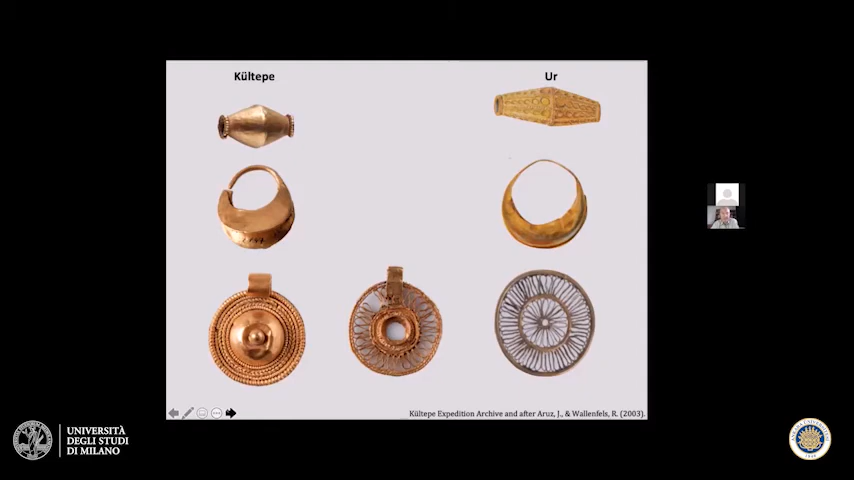 Kültepe
Ur
Kültepe Expedition Archive and after Aruz, J., & Wallenfels, R. (2003).
UNIVERSITÀ
DEGLI STUDI
DI MILANO